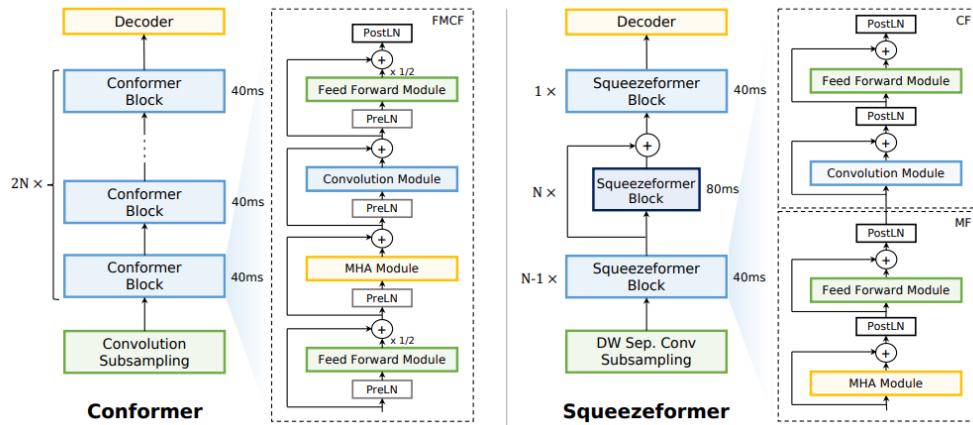 Decoder
Conformer
Block
40ms
2N ×
Conformer
Block
40ms
Conformer
Block
40ms
Convolution
Subsampling
Conformer
FMCF
PostLN
+
x 1/2
Feed Forward Module
PreLN
+
Convolution Module
PreLN
+
MHA Module
PreLN
+
x 1/2
Feed Forward Module
PreLN
Decoder
1 ×
Squeezeformer
Block
40ms
+
N ×
Squeezeformer
Block
80ms
N-1 ×
Squeezeformer
Block
40ms
DW Sep. Conv
Subsampling
Squeezeformer
CF
PostLN
+
Feed Forward Module
PostLN
+
Convolution Module
MF
PostLN
+
Feed Forward Module
PostLN
+
MHA Module